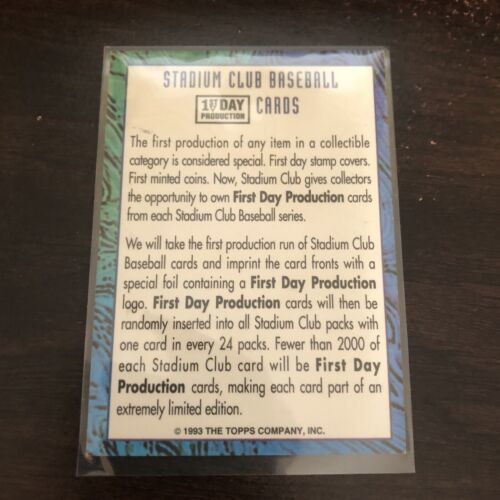 STADIUM CLUB BASEBALL
1ST DAY PRODUCTION CARDS
The first production of any item in a collectible
category is considered special. First day stamp covers.
First minted coins. Now, Stadium Club gives collectors
the opportunity to own First Day Production cards
from each Stadium Club Baseball series.
We will take the first production run of Stadium Club
Baseball cards and imprint the card fronts with a
special foil containing a First Day Production
logo. First Day Production cards will then be
randomly inserted into all Stadium Club packs with
one card in every 24 packs. Fewer than 2000 of
each Stadium Club card will be First Day
Production cards, making each card part of an
extremely limited edition.
© 1993 THE TOPPS COMPANY, INC.